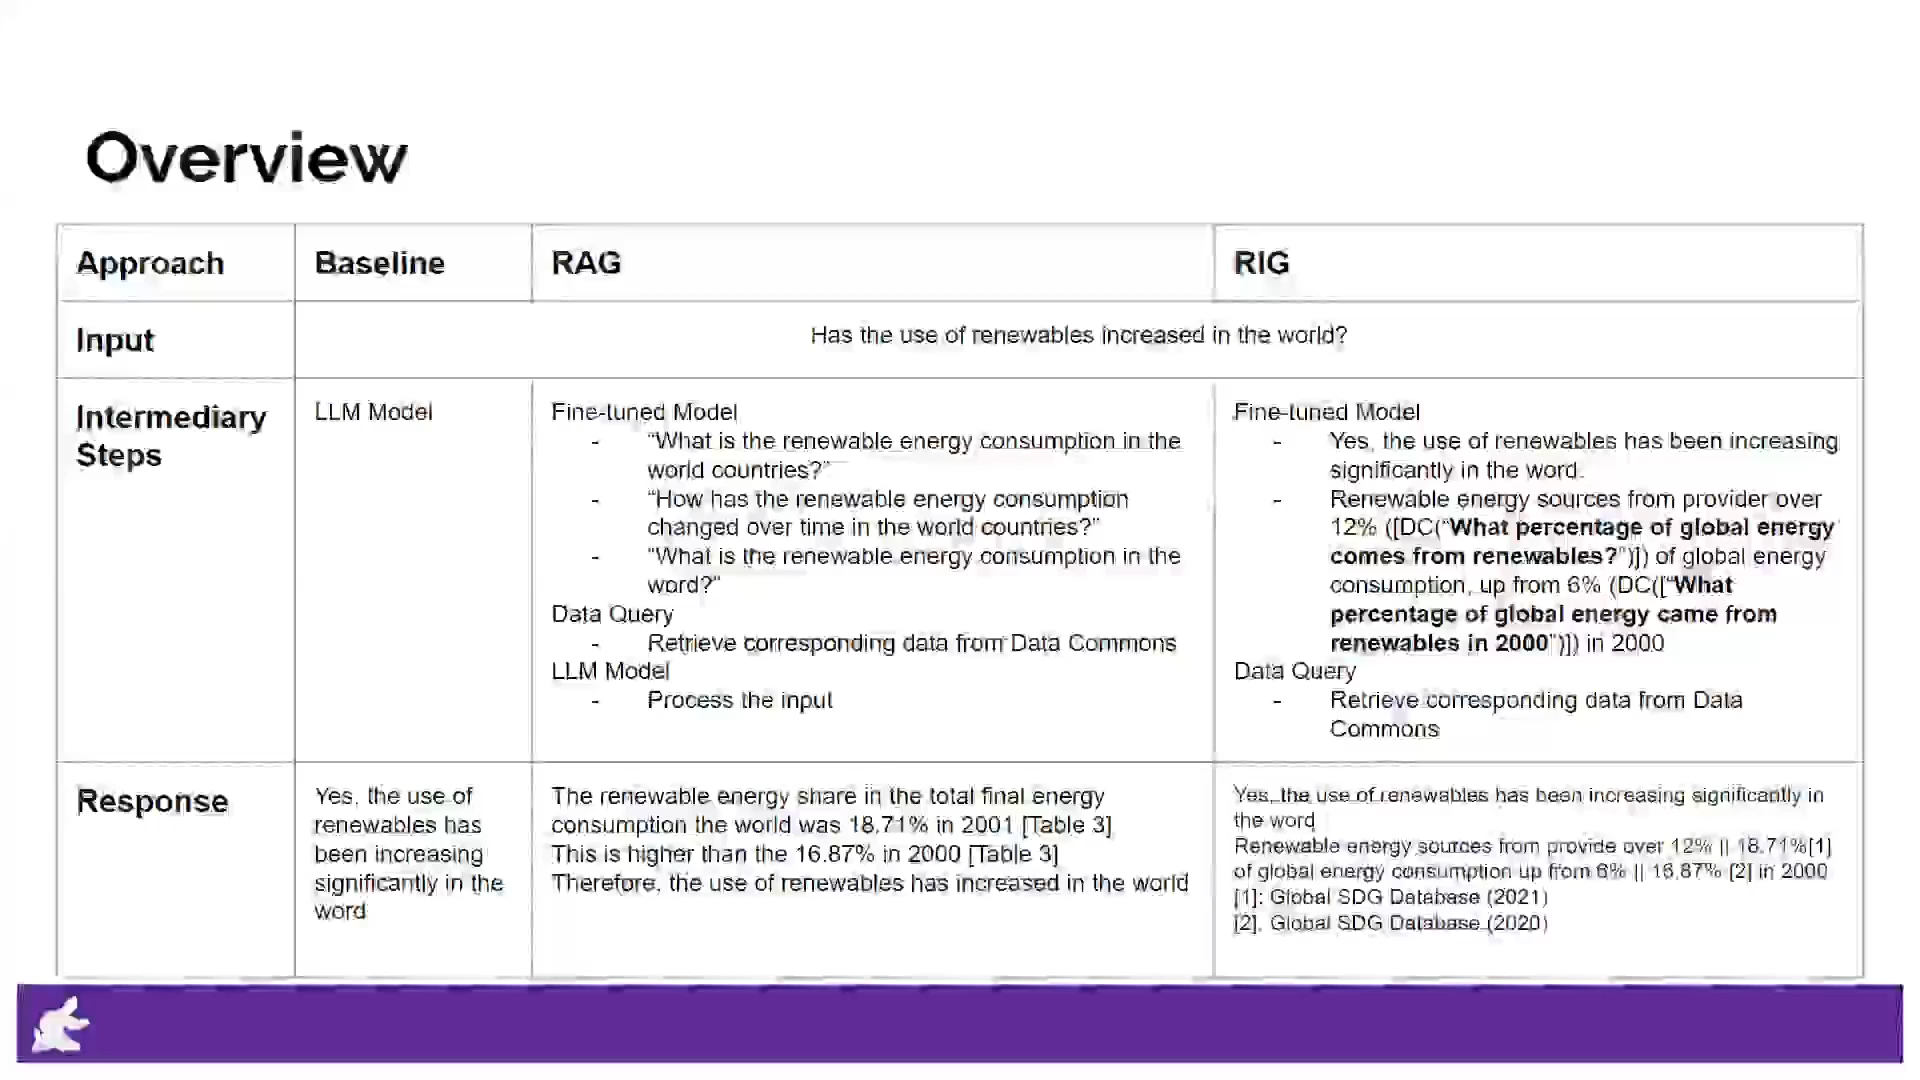 Overview
Approach
Baseline
RAG
RIG
Input
Has the use of renewables increased in the world?
Intermediary
Steps
LLM Model
Fine-tuned Model
- “What is the renewable energy consumption in the
world countries?”
- “How has the renewable energy consumption
changed over time in the world countries?”
- “What is the renewable energy consumption in the
word?”
Data Query
- Retrieve corresponding data from Data Commons
LLM Model
- Process the input
Fine-tuned Model
- Yes, the use of renewables has been increasing
significantly in the word.
- Renewable energy sources from provider over
12% ([DC(“What percentage of global energy
comes from renewables?”)]) of global energy
consumption, up from 6% (DC([“What
percentage of global energy came from
renewables in 2000”)]) in 2000
Data Query
- Retrieve corresponding data from Data
Commons
Response
Yes, the use of
renewables has
been increasing
significantly in the
word
The renewable energy share in the total final energy
consumption the world was 18.71% in 2001 [Table 3]
This is higher than the 16.87% in 2000 [Table 3]
Therefore, the use of renewables has increased in the world
Yes, the use of renewables has been increasing significantly in
the word
Renewable energy sources from provide over 12% || 18.71%[1]
of global energy consumption up from 6% || 16.87% [2] in 2000
[1]: Global SDG Database (2021)
[2], Global SDG Database (2020)